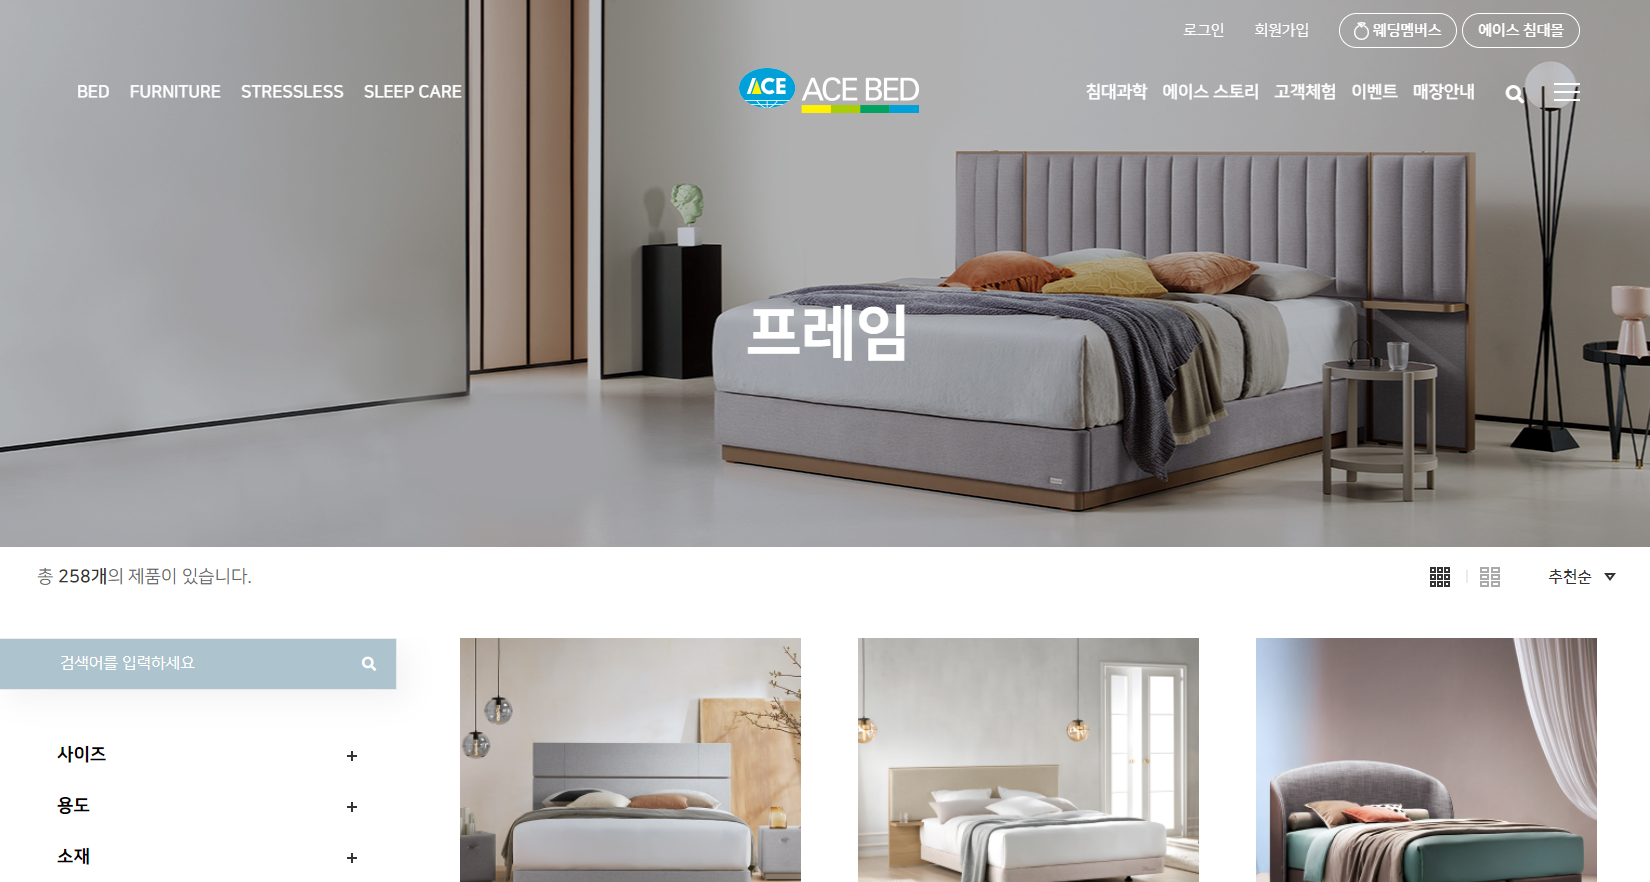 로그인 회원가입 웨딩멤버스 에이스 침대몰
BED FURNITURE STRESSLESS SLEEP CARE
ACE ACE BED
침대과학 에이스 스토리 고객체험 이벤트 매장안내
프레임
총 258개의 제품이 있습니다.
추천순
검색어를 입력하세요
사이즈 +
용도 +
소재 +